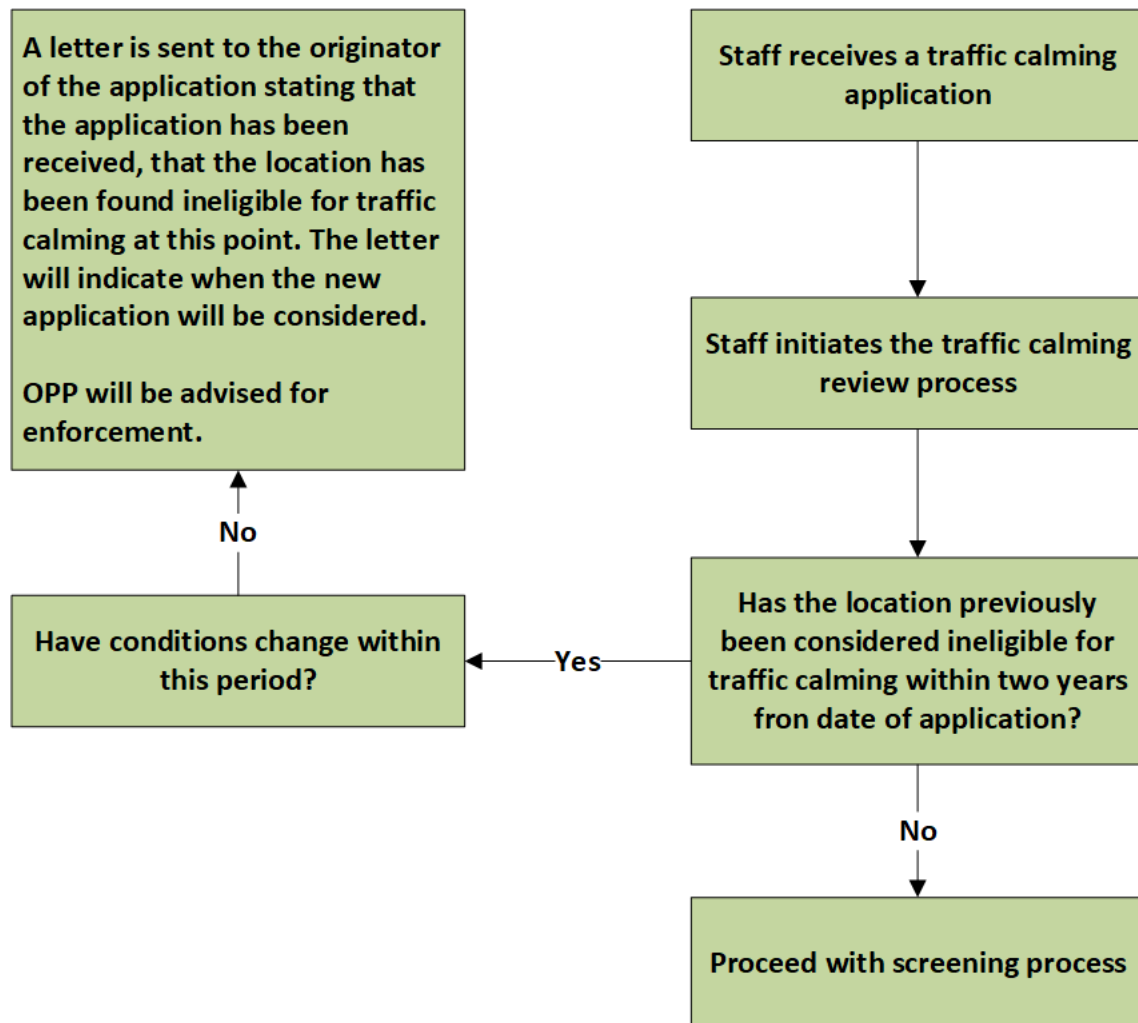 Staff receives a traffic calming
application
Staff initiates the traffic calming
review process
Has the location previously
been considered ineligible for
traffic calming within two years
fron date of application?
Yes
Have conditions change within
this period?
No
A letter is sent to the originator
of the application stating that
the application has been
received, that the location has
been found ineligible for traffic
calming at this point. The letter
will indicate when the new
application will be considered.
OPP will be advised for
enforcement.
No
Proceed with screening process